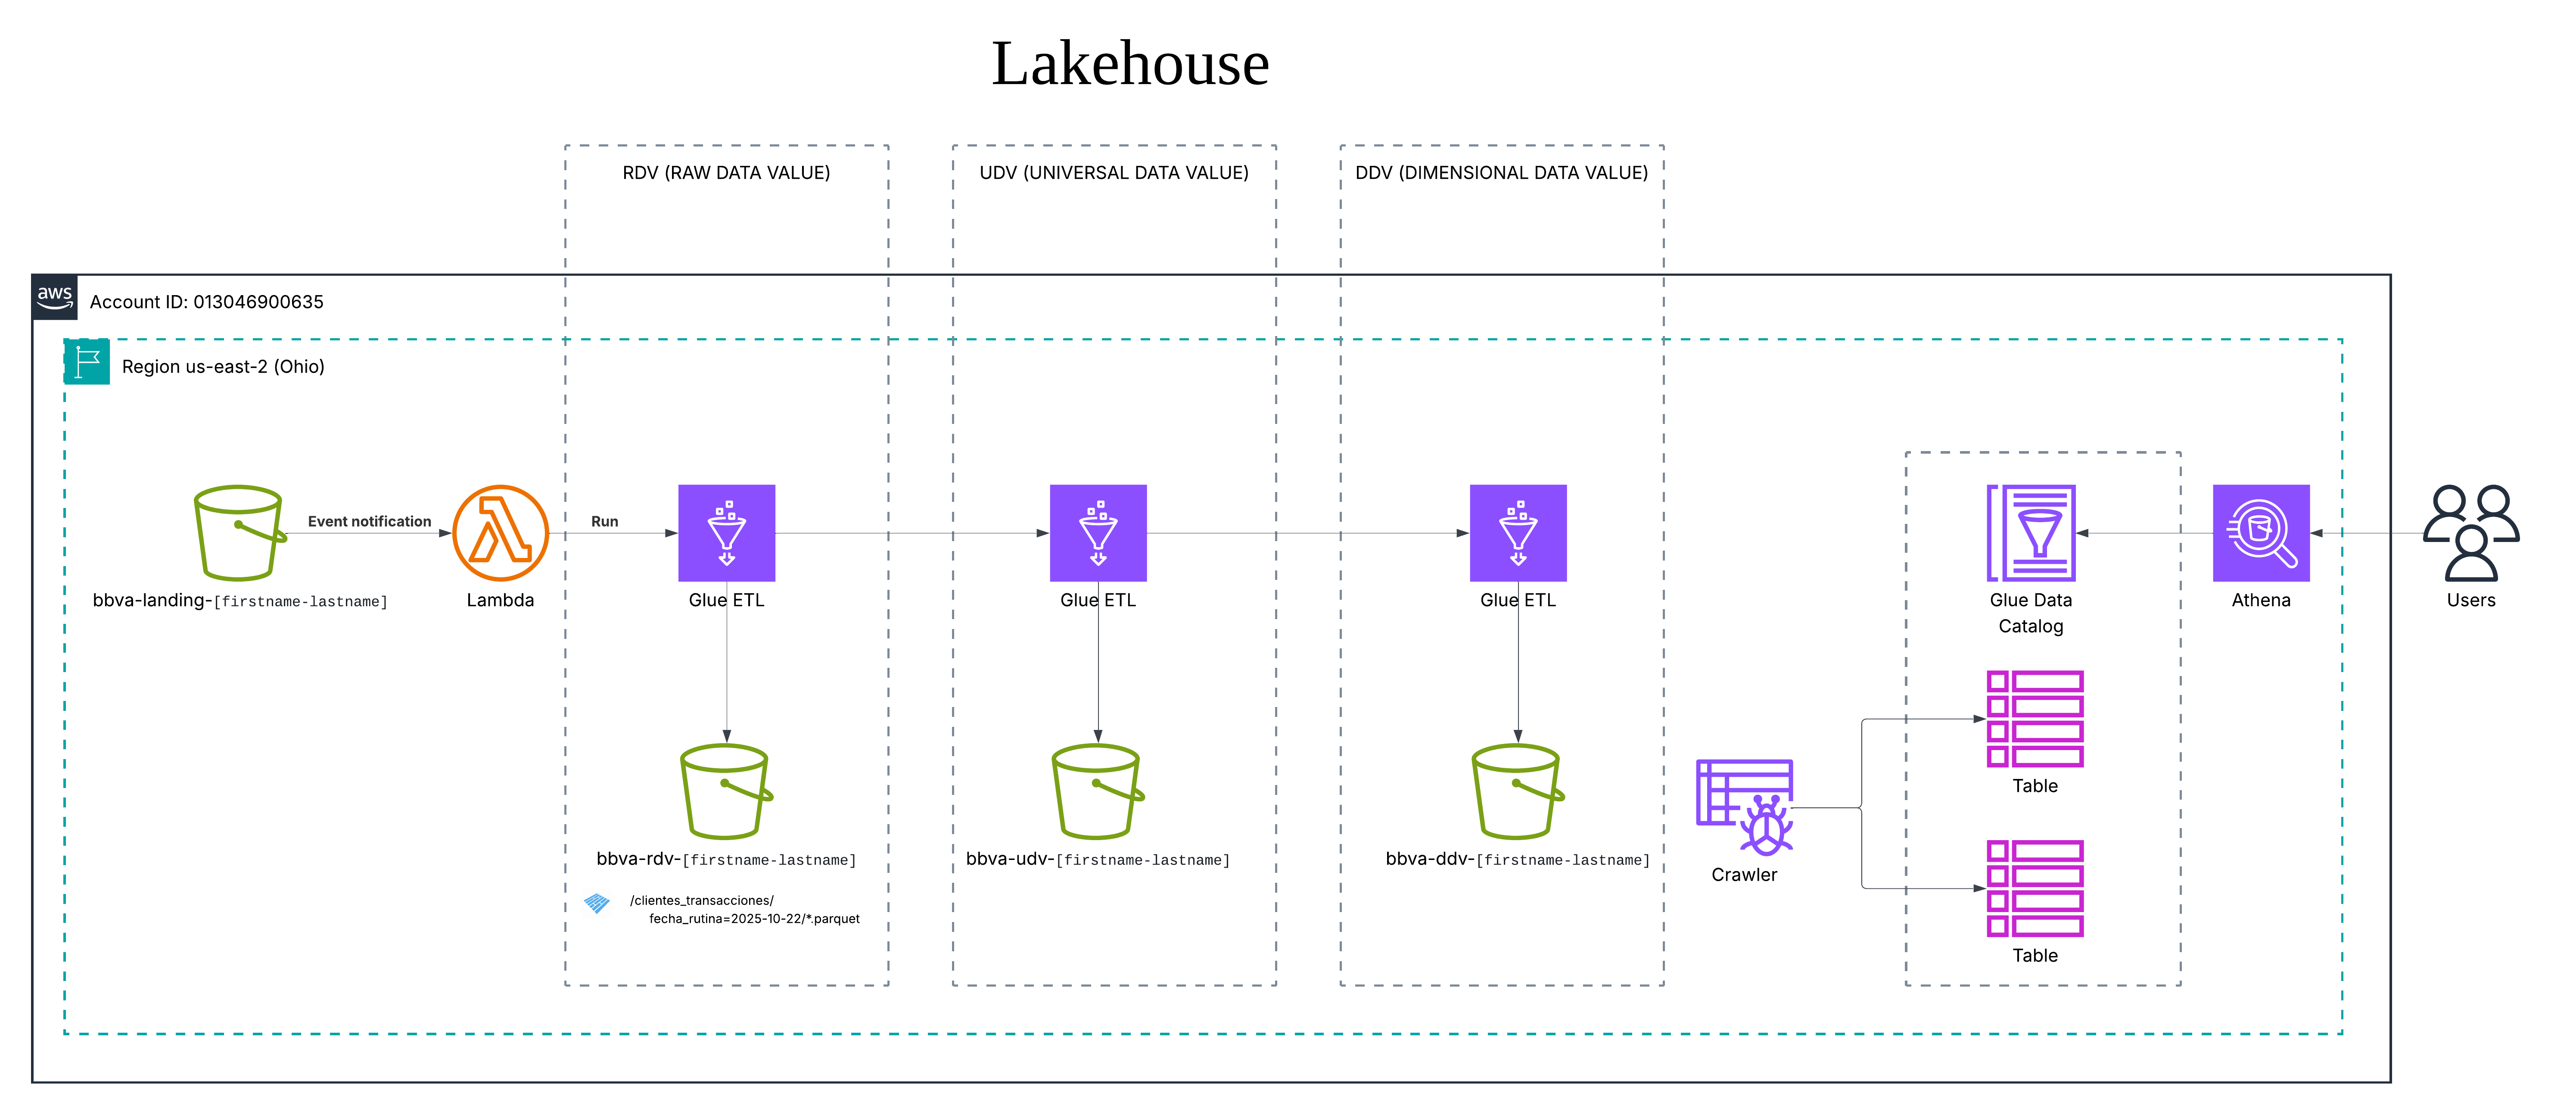 Lakehouse
RDV (RAW DATA VALUE)
UDV (UNIVERSAL DATA VALUE)
DDV (DIMENSIONAL DATA VALUE)
aws
Account ID: 013046900635
Region us-east-2 (Ohio)
Event notification
Run
bbva-landing-[firstname-lastname]
Lambda
Glue ETL
Glue ETL
Glue ETL
Glue Data
Catalog
Athena
Users
Table
bbva-rdv-[firstname-lastname]
bbva-udv-[firstname-lastname]
bbva-ddv-[firstname-lastname]
Crawler
/clientes_transacciones/
fecha_rutina=2025-10-22/*.parquet
Table